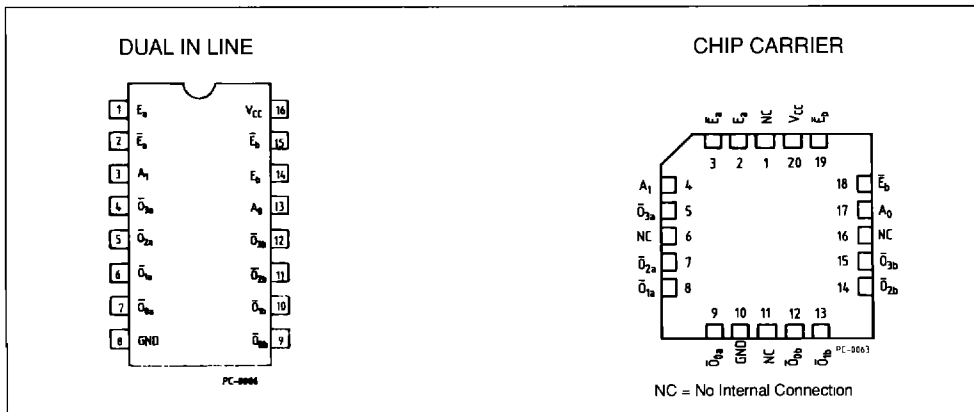 DUAL IN LINE
1 Eₐ
VCC 16
2 Ēₐ
Ēb 15
3 A₁
Eb 14
4 Ō₃ₐ
A₀ 13
5 Ō₂ₐ
Ō₃b 12
6 Ō₁ₐ
Ō₂b 11
7 Ō₀ₐ
Ō₁b 10
8 GND
Ō₀b 9
PC-0006
CHIP CARRIER
Ēₐ Eₐ NC VCC Ēb
3 2 1 20 19
A₁ 4
18 Ēb
Ō₃ₐ 5
17 A₀
NC 6
16 NC
Ō₂ₐ 7
15 Ō₃b
Ō₁ₐ 8
14 Ō₂b
9 10 11 12 13
Ō₀ₐ GND NC Ō₀b Ō₁b
PC-0063
NC = No Internal Connection